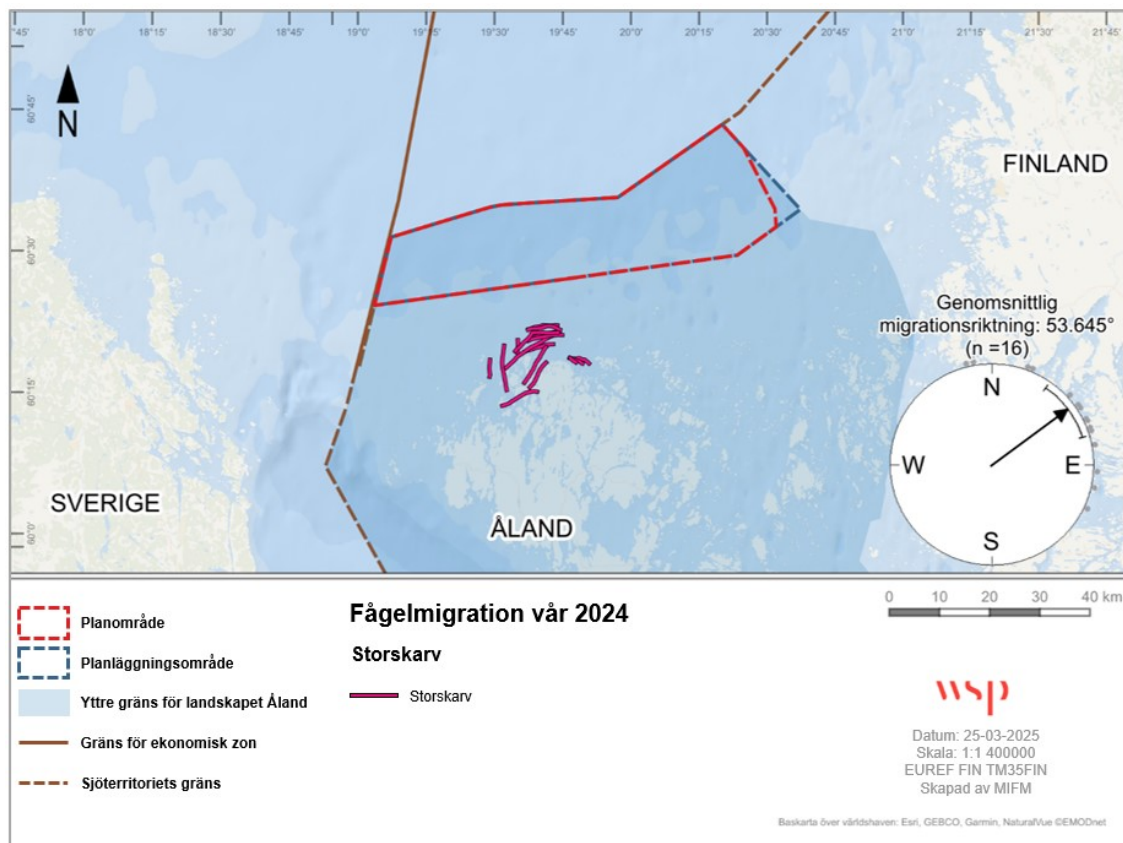 °45' 18°0' 18°15' 18°30' 18°45' 19°0' 19°15' 19°30' 19°45' 20°0' 20°15' 20°30' 20°45' 21°15' 21°30' 21°45'
60°45'
N
FINLAND
60°30'
Genomsnittlig
migrationsriktning: 53.645°
(n =16)
N
60°15'
W E
SVERIGE
ÅLAND
60°0'
S
Planområde
Planläggningsområde
Yttre gräns för landskapet Åland
Gräns för ekonomisk zon
Sjöterritoriets gräns
Fågelmigration vår 2024
Storskarv
Storskarv
0 10 20 30 40 km
wsp
Datum: 25-03-2025
Skala: 1:1 400000
EUREF FIN TM35FIN
Skapad av MIFM
Baskarta över världshaven: Esri, GEBCO, Garmin, NaturalVue ©EMODnet